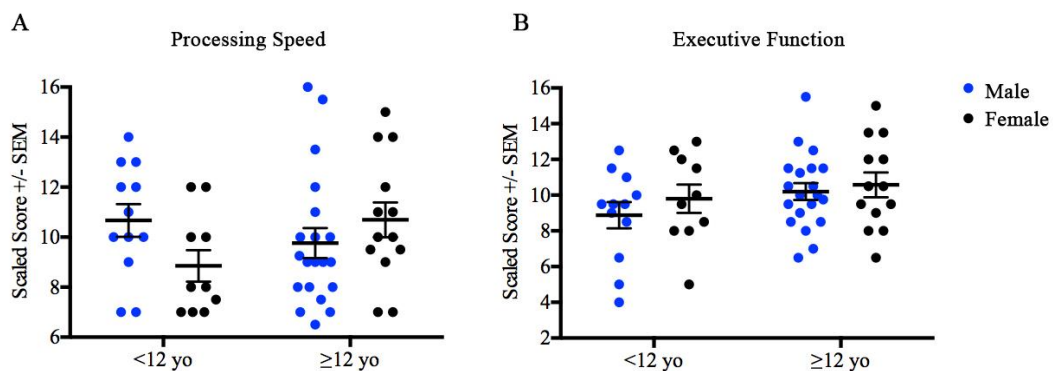 A
Processing Speed
Scaled Score +/- SEM
16
14
12
10
8
6
<12 yo
≥12 yo
B
Executive Function
Scaled Score +/- SEM
16
14
12
10
8
6
4
2
<12 yo
≥12 yo
Male
Female